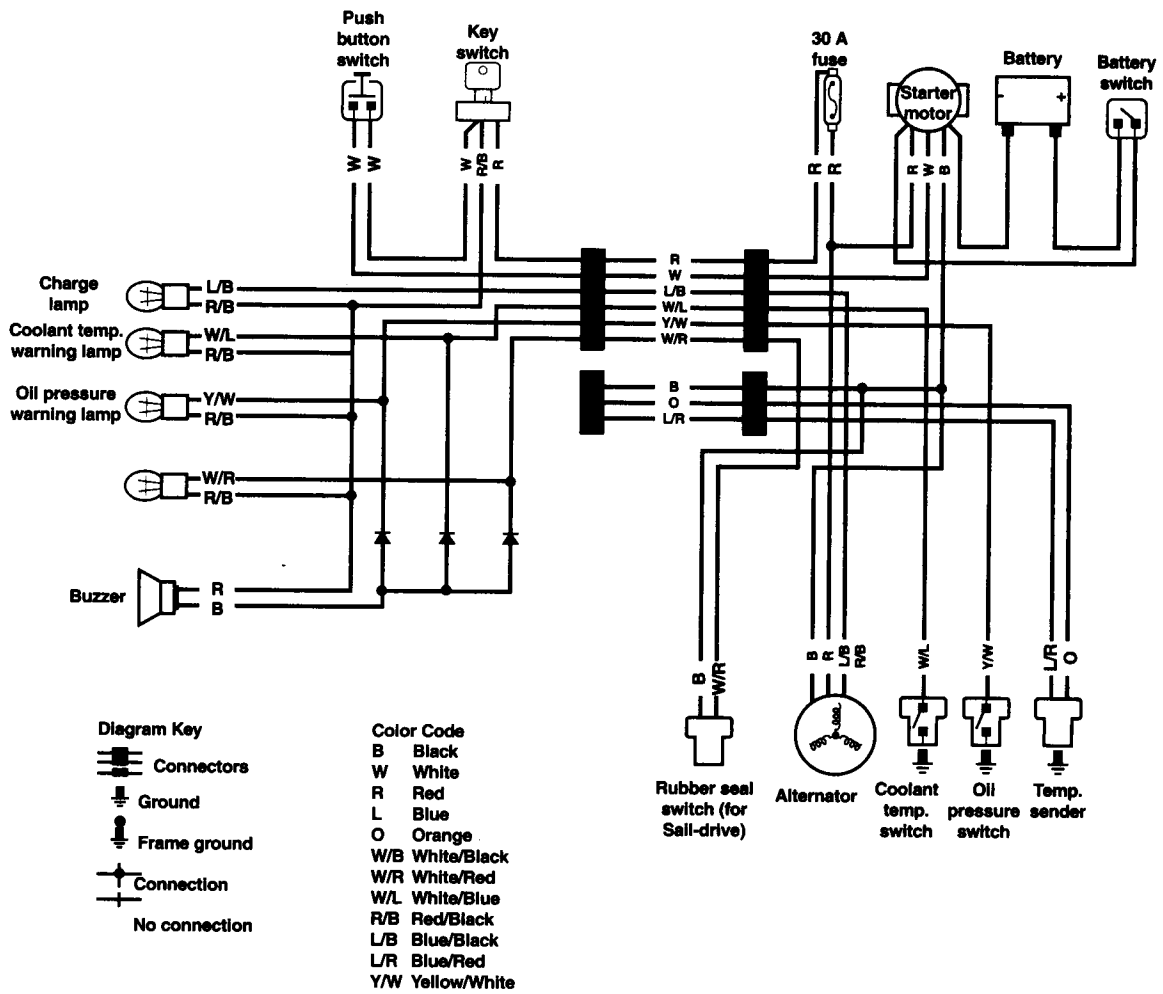 Push
button
switch
Key
switch
30 A
fuse
Starter
motor
Battery
- +
Battery
switch
W W
W R/B R
R R
R W B
Charge
lamp
L/B
R/B
Coolant temp.
warning lamp
W/L
R/B
Oil pressure
warning lamp
Y/W
R/B
W/R
R/B
Buzzer
R
B
R
W
L/B
W/L
Y/W
W/R
B
O
L/R
B W/R
B R L/B R/B
W/L
Y/W
L/R O
Rubber seal
switch (for
Sail-drive)
Alternator
Coolant
temp.
switch
Oil
pressure
switch
Temp.
sender
Diagram Key
Connectors
Ground
Frame ground
Connection
No connection
Color Code
B Black
W White
R Red
L Blue
O Orange
W/B White/Black
W/R White/Red
W/L White/Blue
R/B Red/Black
L/B Blue/Black
L/R Blue/Red
Y/W Yellow/White